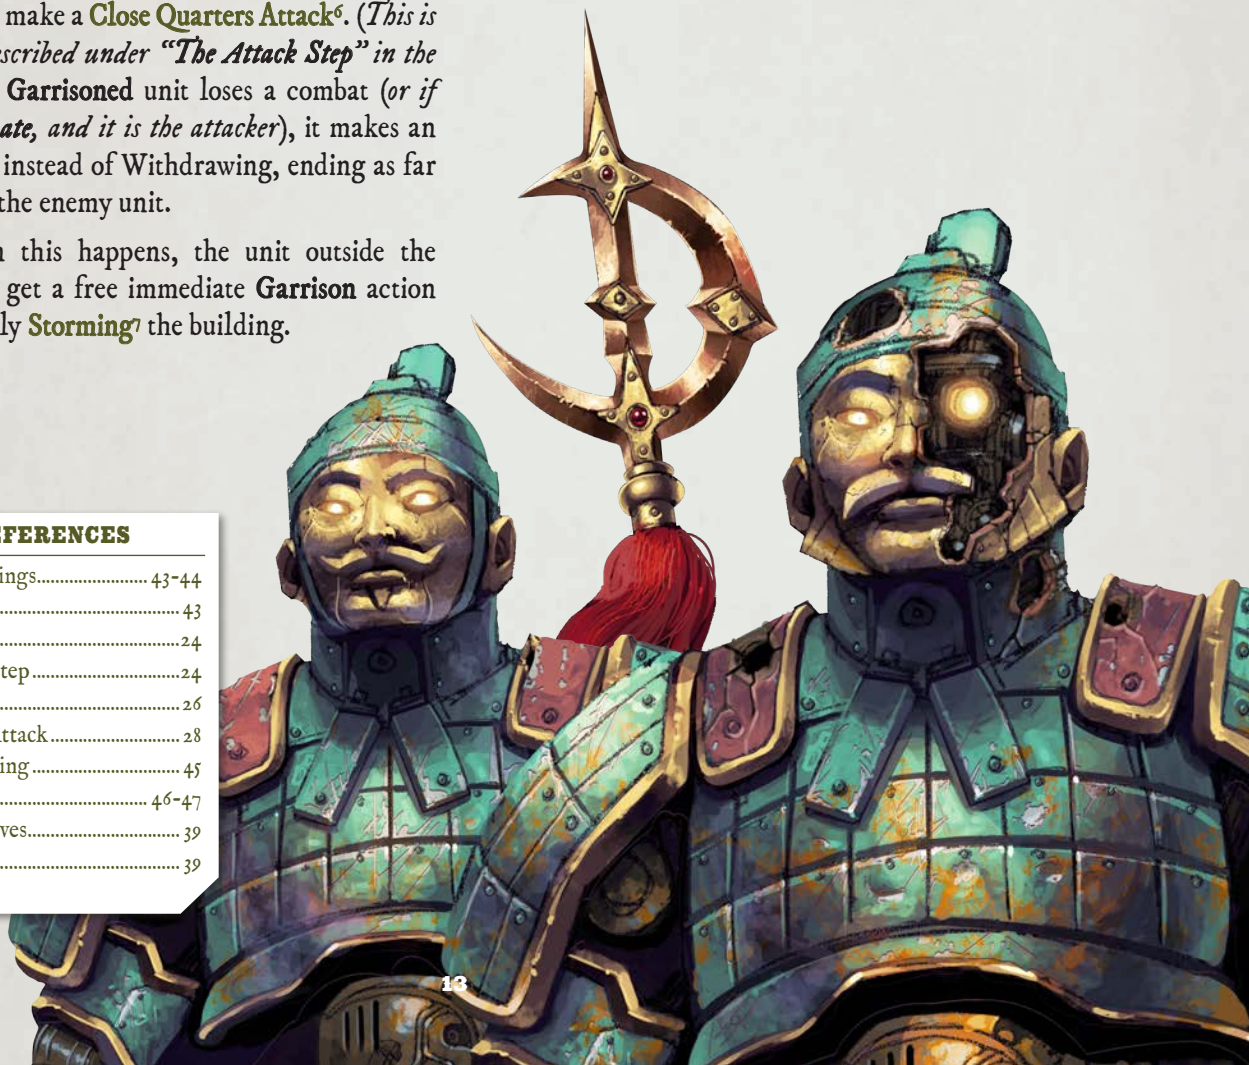 make a Close Quarters Attack⁶. (This is
scribed under “The Attack Step” in the
Garrisoned unit loses a combat (or if
ate, and it is the attacker), it makes an
instead of Withdrawing, ending as far
the enemy unit.
this happens, the unit outside the
get a free immediate Garrison action
ly Storming⁷ the building.
FERENCES
ings........................ 43-44
........................ 43
........................ 24
tep........................ 24
........................ 26
ttack........................ 28
ing........................ 45
........................ 46-47
ves........................ 39
........................ 39
13